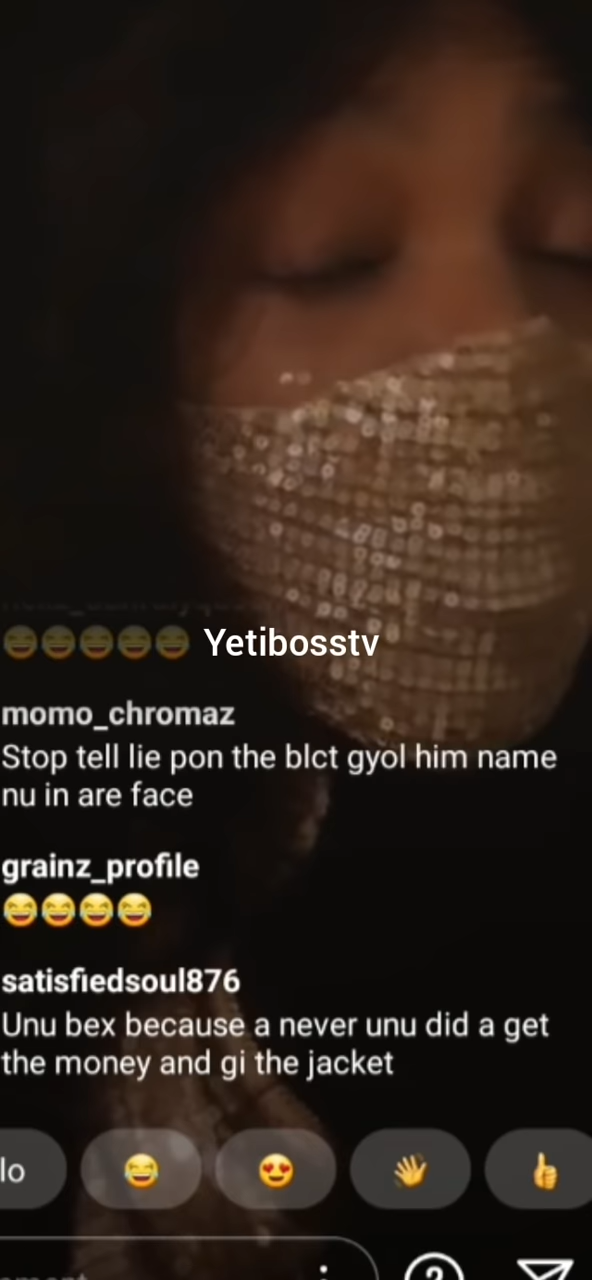 😂😂😂😂😂 Yetibosstv
momo_chromaz
Stop tell lie pon the blct gyol him name
nu in are face
grainz_profile
😂😂😂😂
satisfiedsoul876
Unu bex because a never unu did a get
the money and gi the jacket
lo 😂 😍 👋 👍